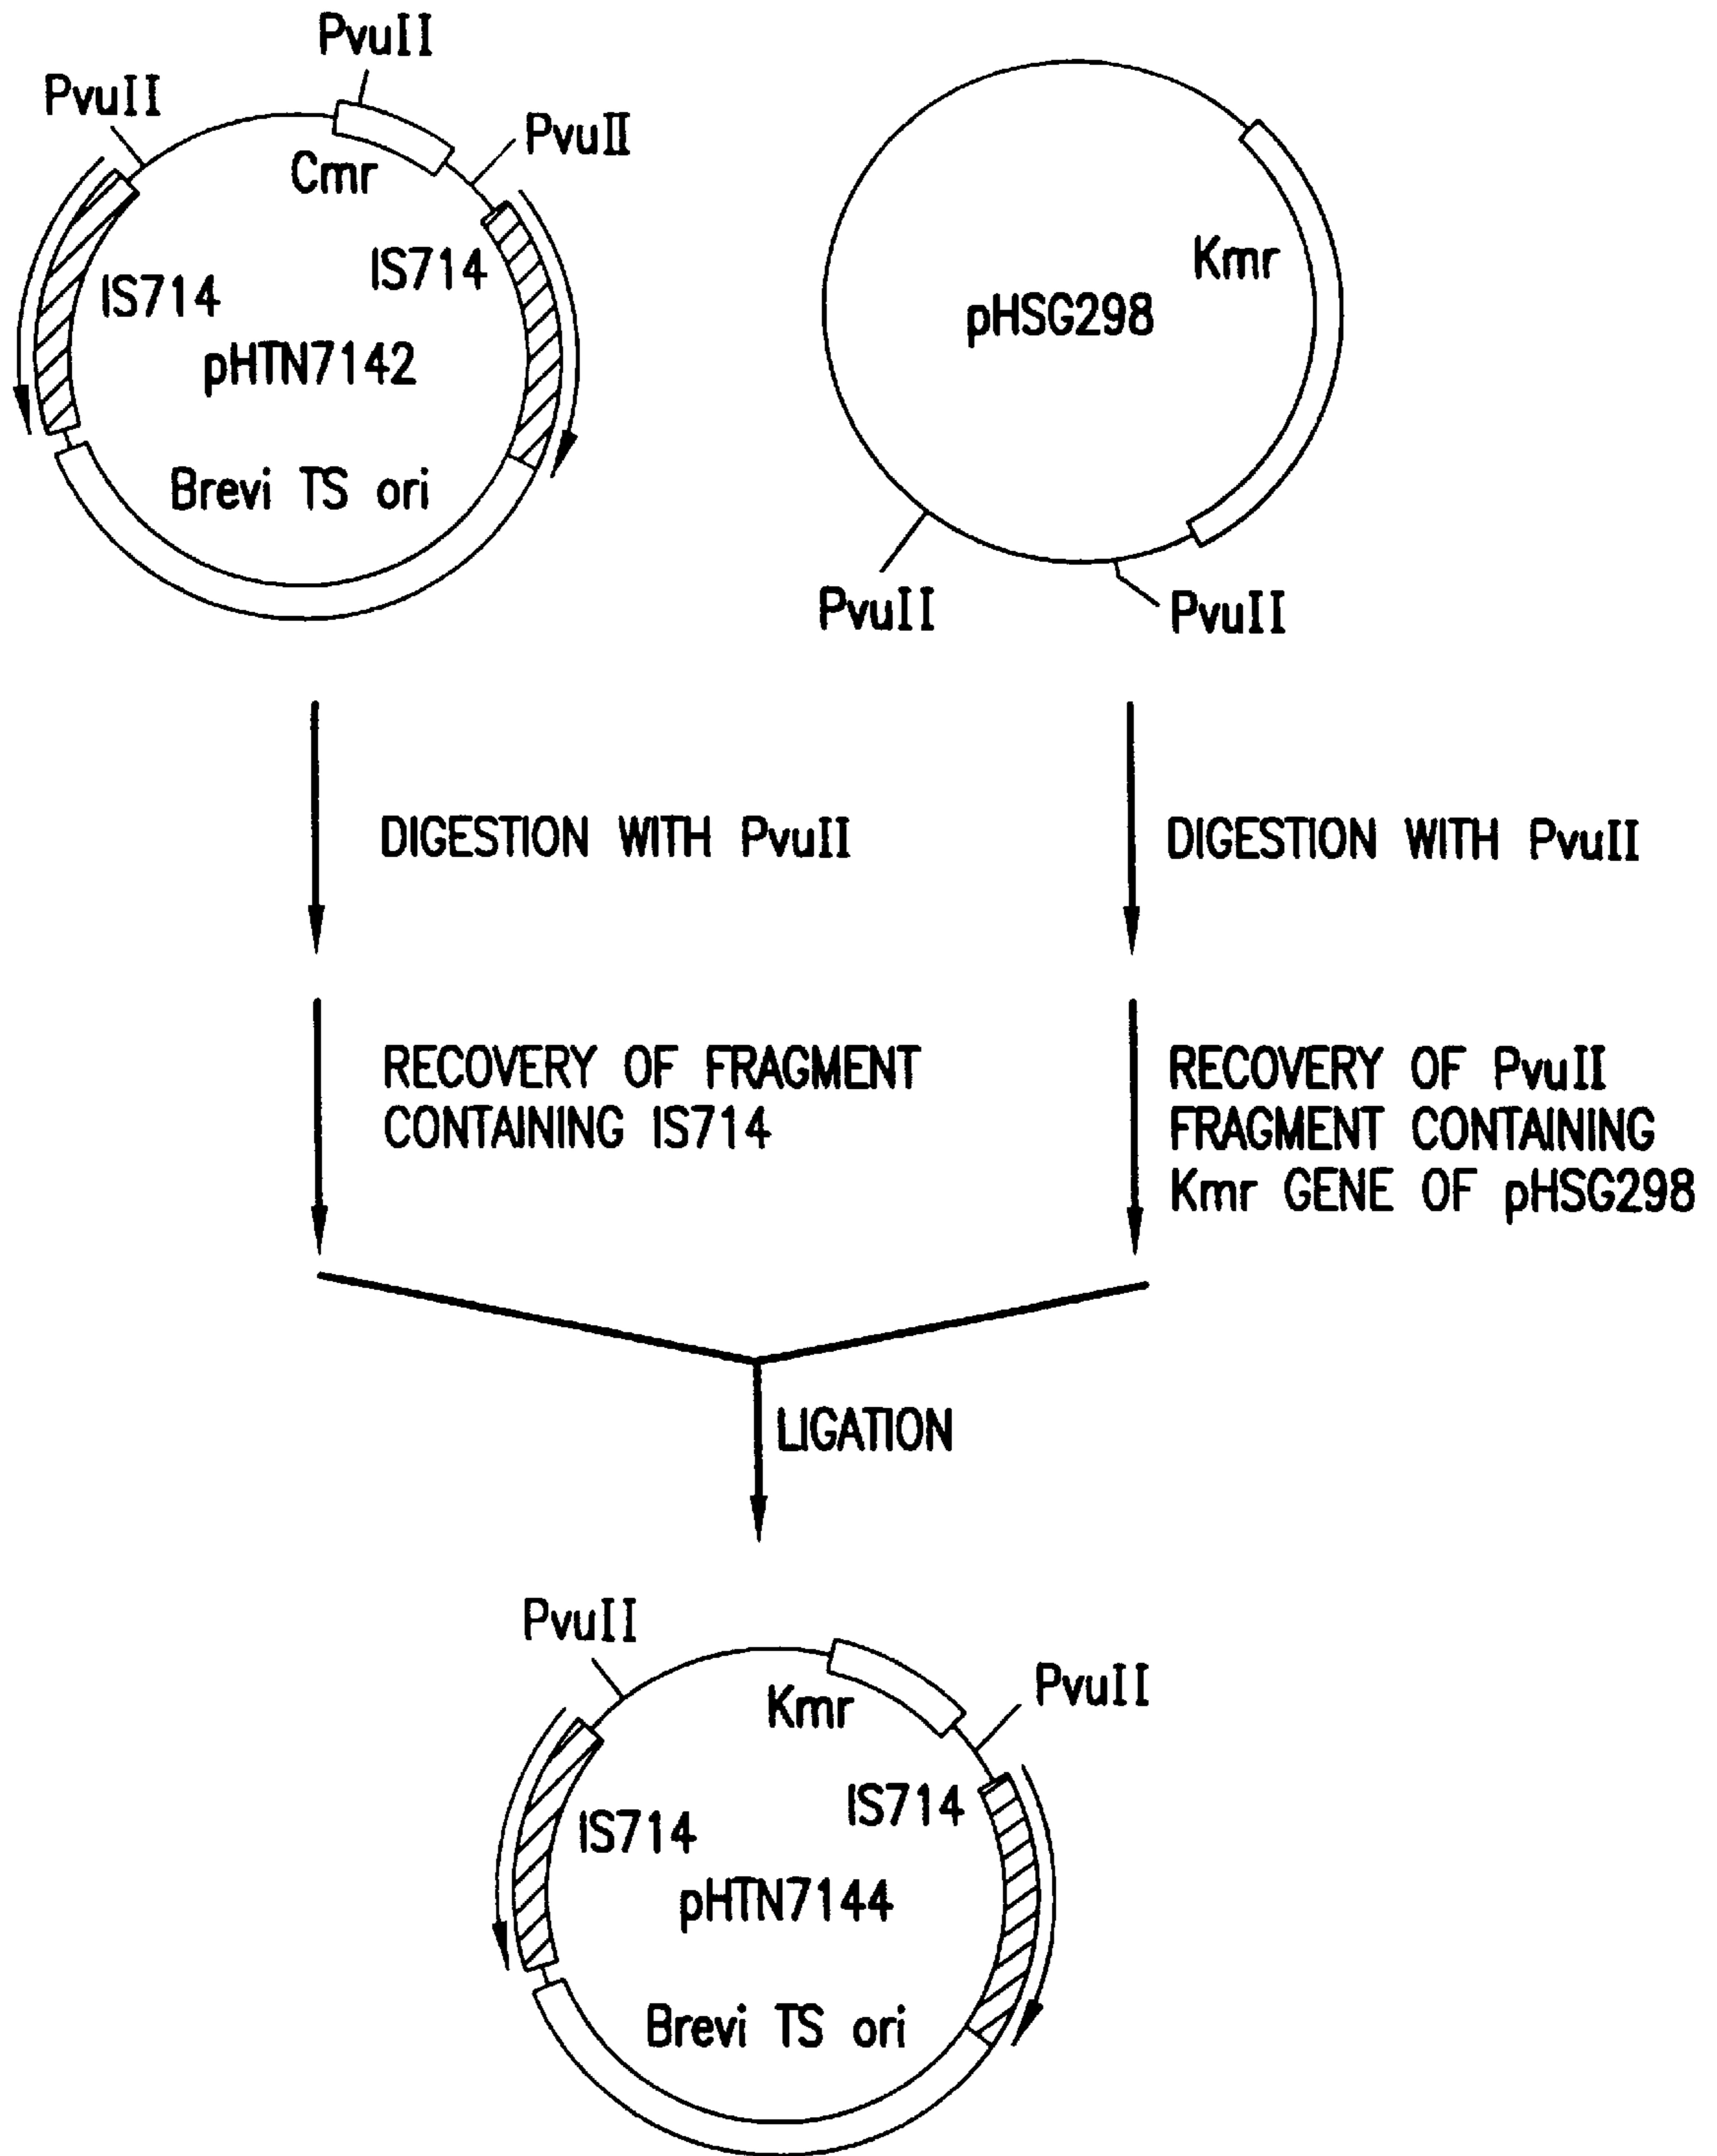 PvuII
PvuII
PvuII
Cmr
IS714
IS714
pHTN7142
Brevi TS ori
Kmr
pHSG298
PvuII
PvuII
DIGESTION WITH PvuII
DIGESTION WITH PvuII
RECOVERY OF FRAGMENT
CONTAINING IS714
RECOVERY OF PvuII
FRAGMENT CONTAINING
Kmr GENE OF pHSG298
LIGATION
PvuII
PvuII
Kmr
IS714
IS714
pHTN7144
Brevi TS ori